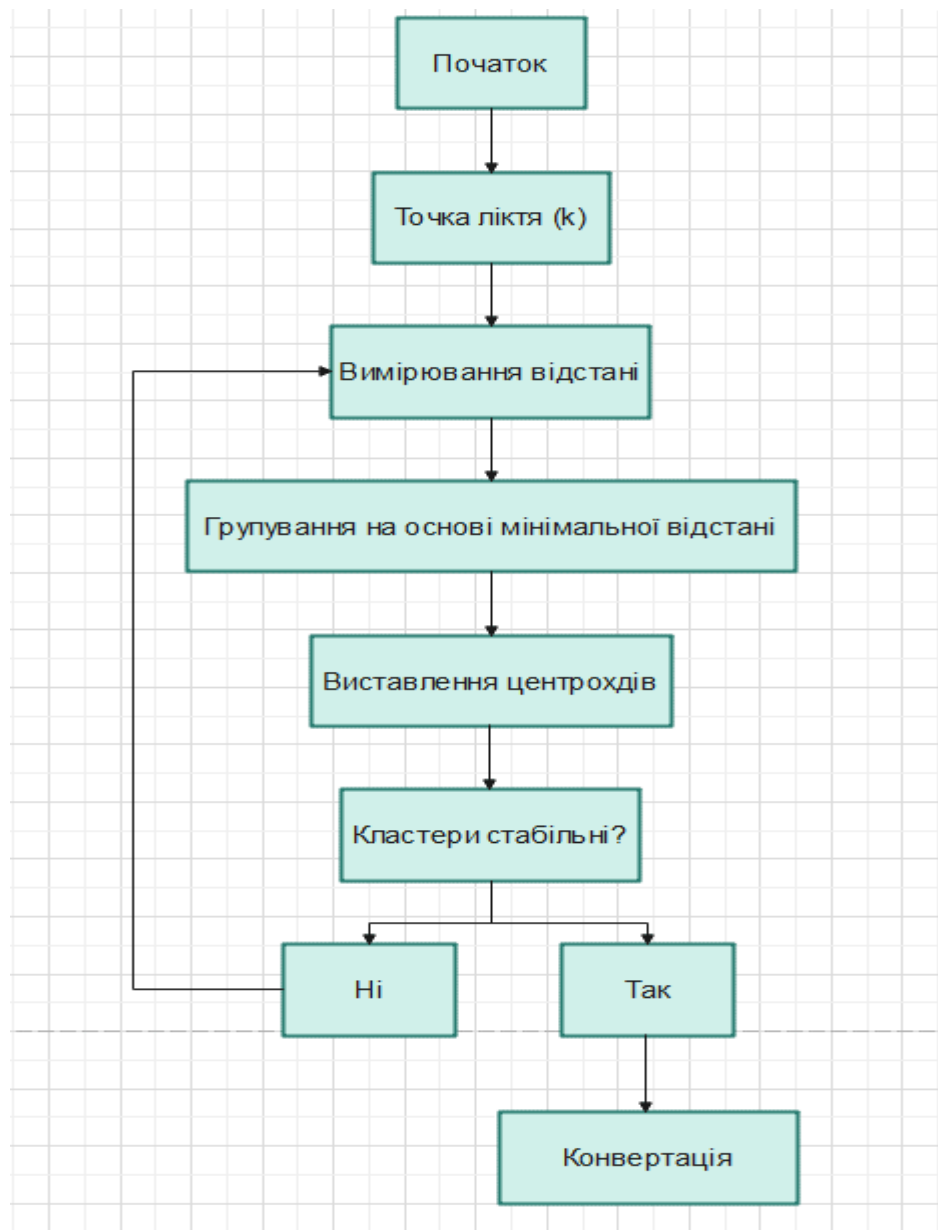 Початок
Точка ліктя (k)
Вимірювання відстані
Групування на основі мінімальної відстані
Виставлення центрохдів
Кластери стабільні?
Ні
Так
Конвертація